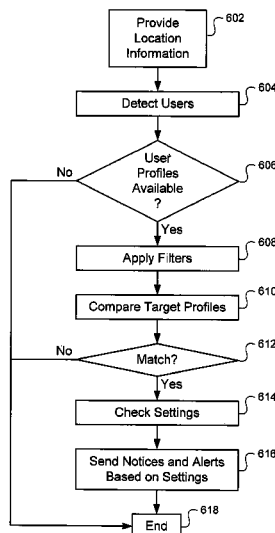 Provide
Location
Information
602
604
Detect Users
User
Profiles
Available
?
606
No
Yes
608
Apply Filters
610
Compare Target Profiles
612
No
Match?
Yes
614
Check Settings
616
Send Notices and Alerts
Based on Settings
618
End